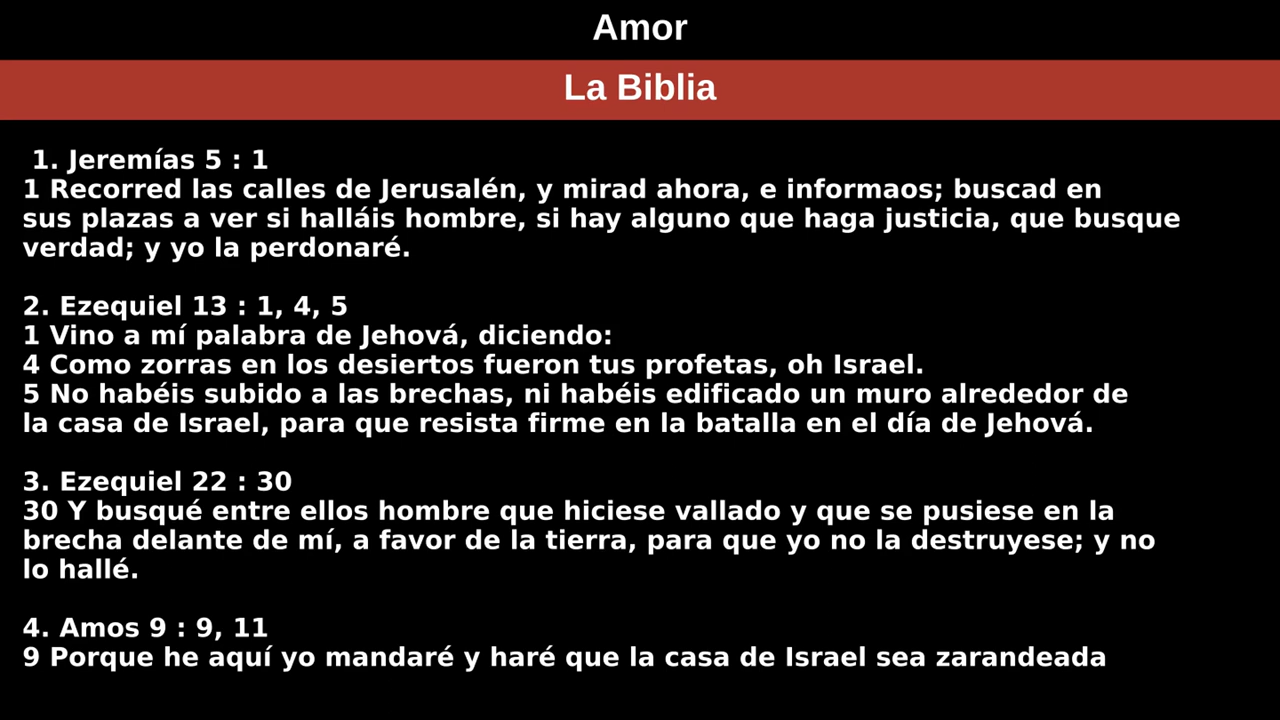 Amor
La Biblia
1. Jeremías 5 : 1
1 Recorred las calles de Jerusalén, y mirad ahora, e informaos; buscad en
sus plazas a ver si halláis hombre, si hay alguno que haga justicia, que busque
verdad; y yo la perdonaré.
2. Ezequiel 13 : 1, 4, 5
1 Vino a mí palabra de Jehová, diciendo:
4 Como zorras en los desiertos fueron tus profetas, oh Israel.
5 No habéis subido a las brechas, ni habéis edificado un muro alrededor de
la casa de Israel, para que resista firme en la batalla en el día de Jehová.
3. Ezequiel 22 : 30
30 Y busqué entre ellos hombre que hiciese vallado y que se pusiese en la
brecha delante de mí, a favor de la tierra, para que yo no la destruyese; y no
lo hallé.
4. Amos 9 : 9, 11
9 Porque he aquí yo mandaré y haré que la casa de Israel sea zarandeada